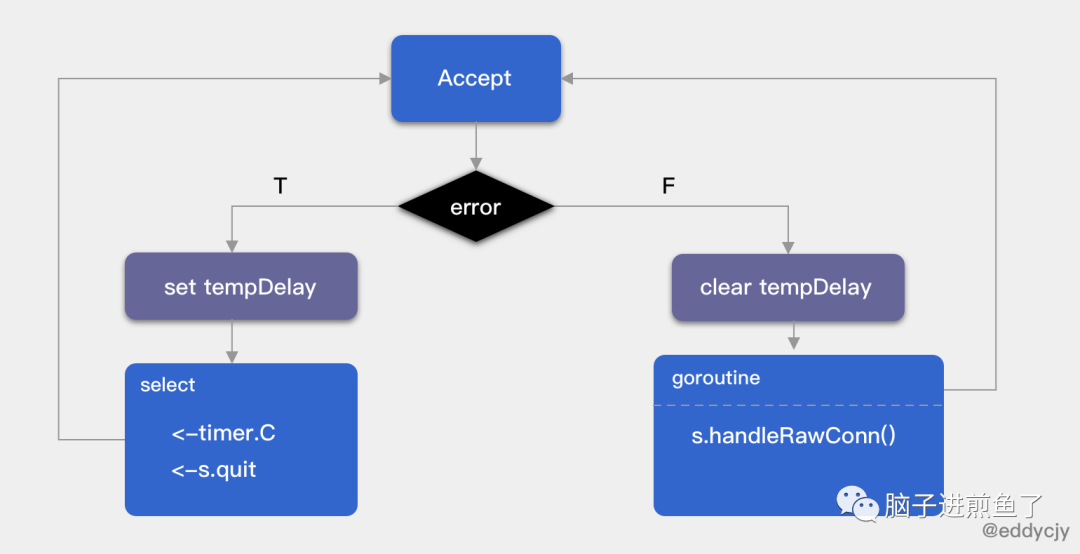 Accept
T
error
F
set tempDelay
clear tempDelay
select
<-timer.C
<-s.quit
goroutine
s.handleRawConn()
脑子进煎鱼了
@eddycjy